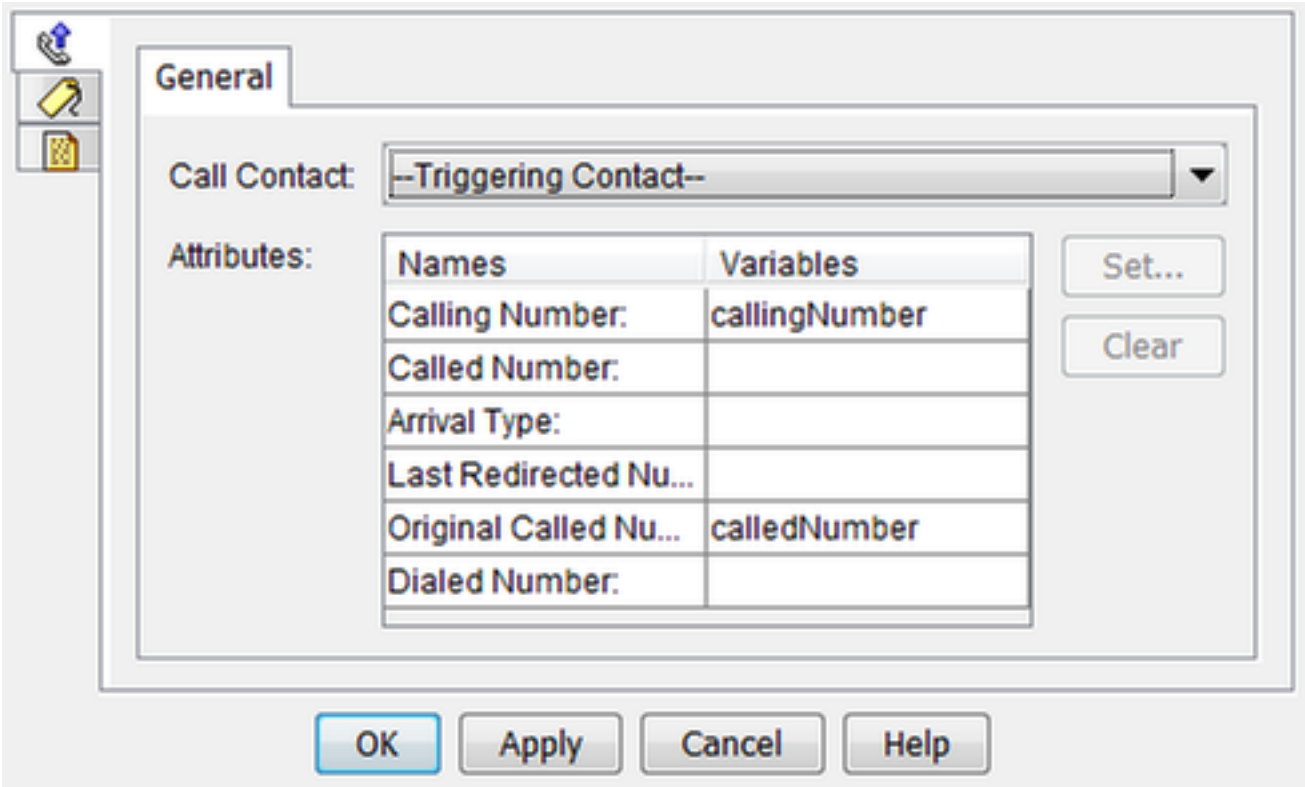 General
Call Contact: --Triggering Contact--
Attributes:
Names Variables
Set...
Calling Number: callingNumber
Clear
Called Number:
Arrival Type:
Last Redirected Nu...
Original Called Nu... calledNumber
Dialed Number:
OK Apply Cancel Help